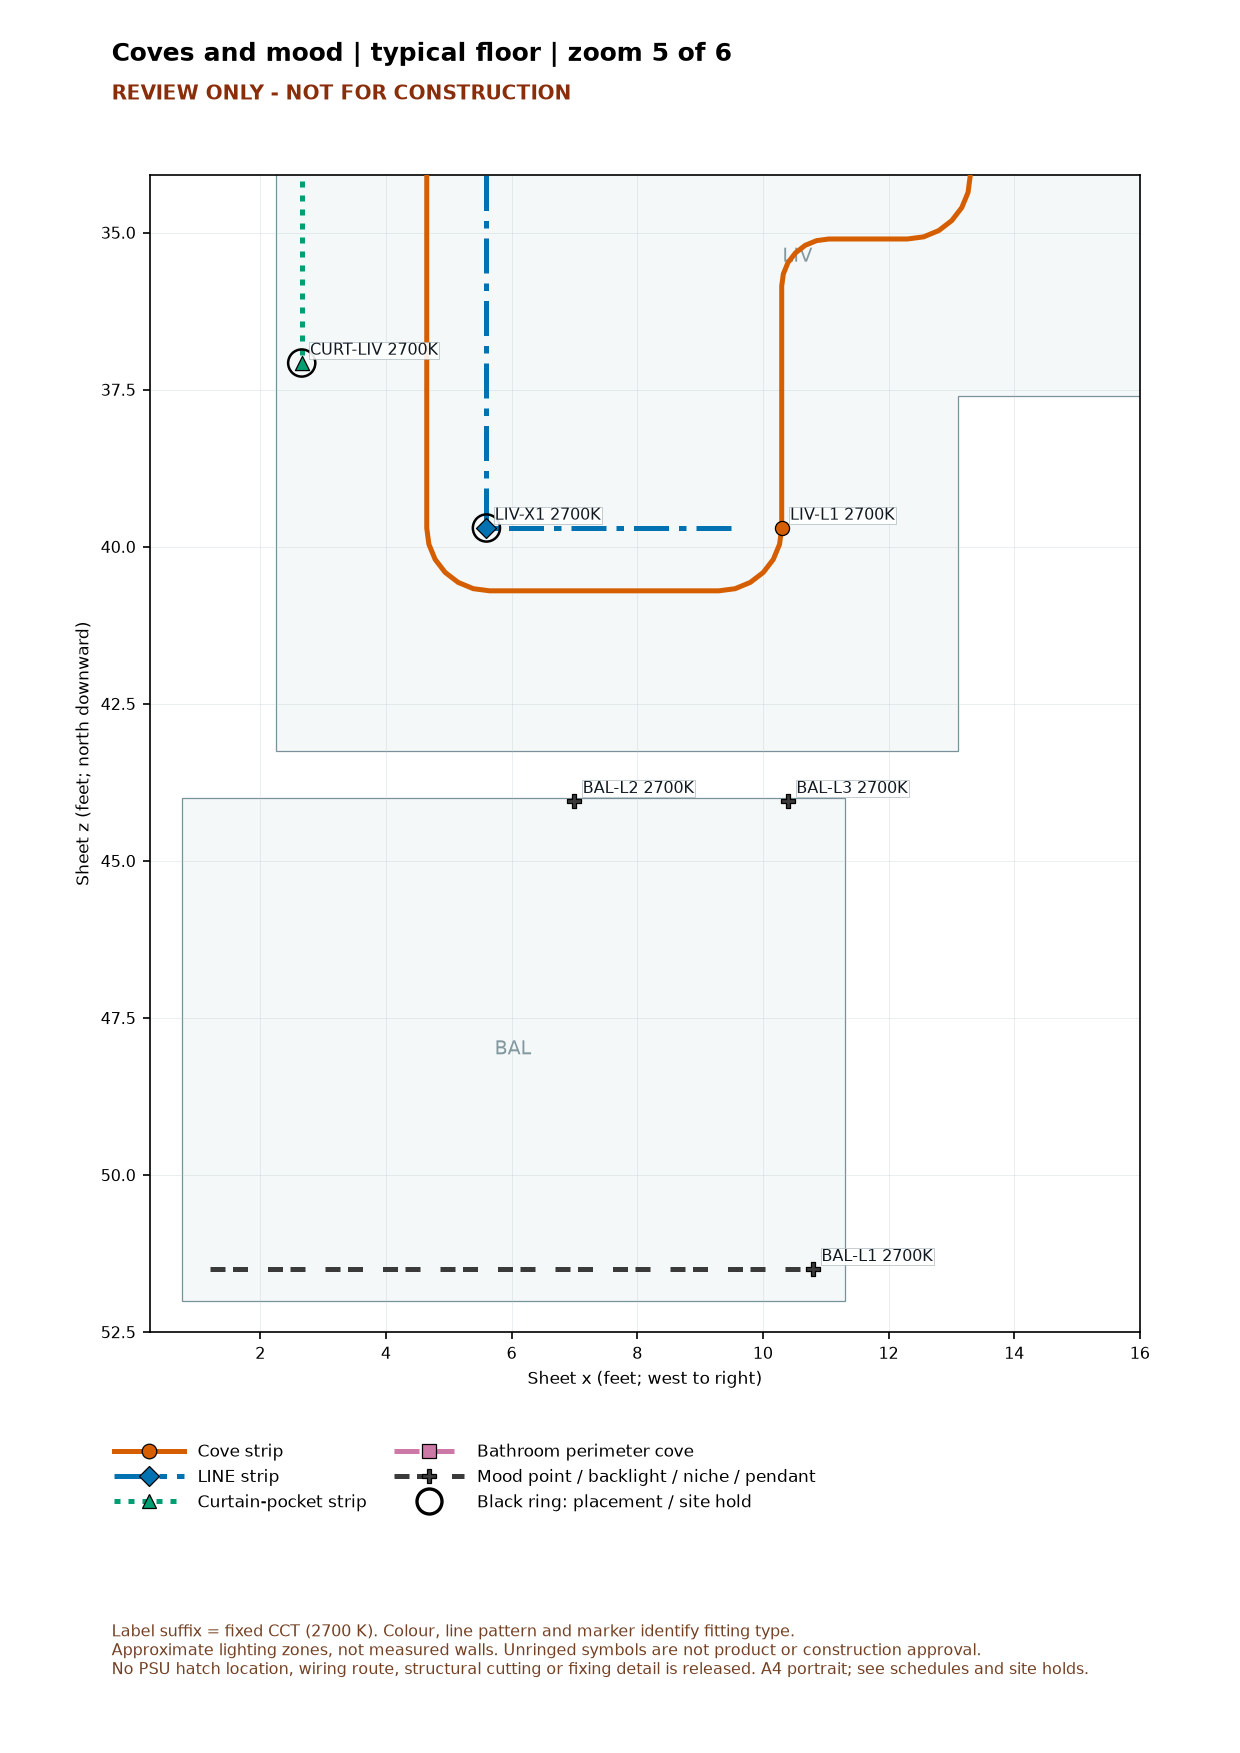 Coves and mood | typical floor | zoom 5 of 6
REVIEW ONLY - NOT FOR CONSTRUCTION
35.0
LIV
CURT-LIV 2700K
37.5
LIV-X1 2700K
LIV-L1 2700K
40.0
42.5
BAL-L2 2700K
BAL-L3 2700K
45.0
Sheet z (feet; north downward)
47.5
BAL
50.0
BAL-L1 2700K
52.5
2 4 6 8 10 12 14 16
Sheet x (feet; west to right)
Cove strip
LINE strip
Curtain-pocket strip
Bathroom perimeter cove
Mood point / backlight / niche / pendant
Black ring: placement / site hold
Label suffix = fixed CCT (2700 K). Colour, line pattern and marker identify fitting type.
Approximate lighting zones, not measured walls. Unringed symbols are not product or construction approval.
No PSU hatch location, wiring route, structural cutting or fixing detail is released. A4 portrait; see schedules and site holds.